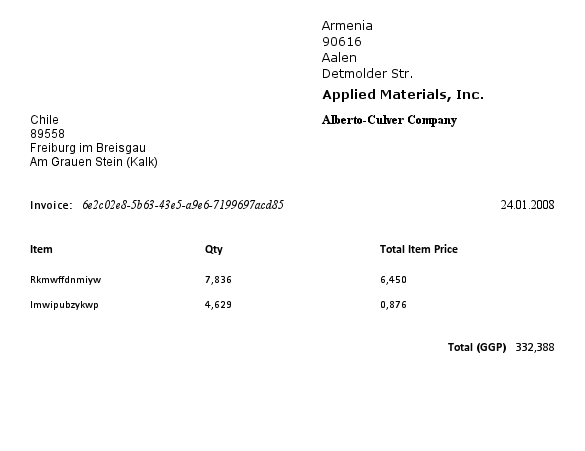 Armenia
90616
Aalen
Detmolder Str.
Applied Materials, Inc.
Alberto-Culver Company
Chile
89558
Freiburg im Breisgau
Am Grauen Stein (Kalk)
Invoice: 6e2c02e8-5b63-43e5-a9e6-7199697acd85 24.01.2008
Item Qty Total Item Price
Rkmwffdnmiyw 7,836 6,450
Imwipubzykwp 4,629 0,876
Total (GGP) 332,388